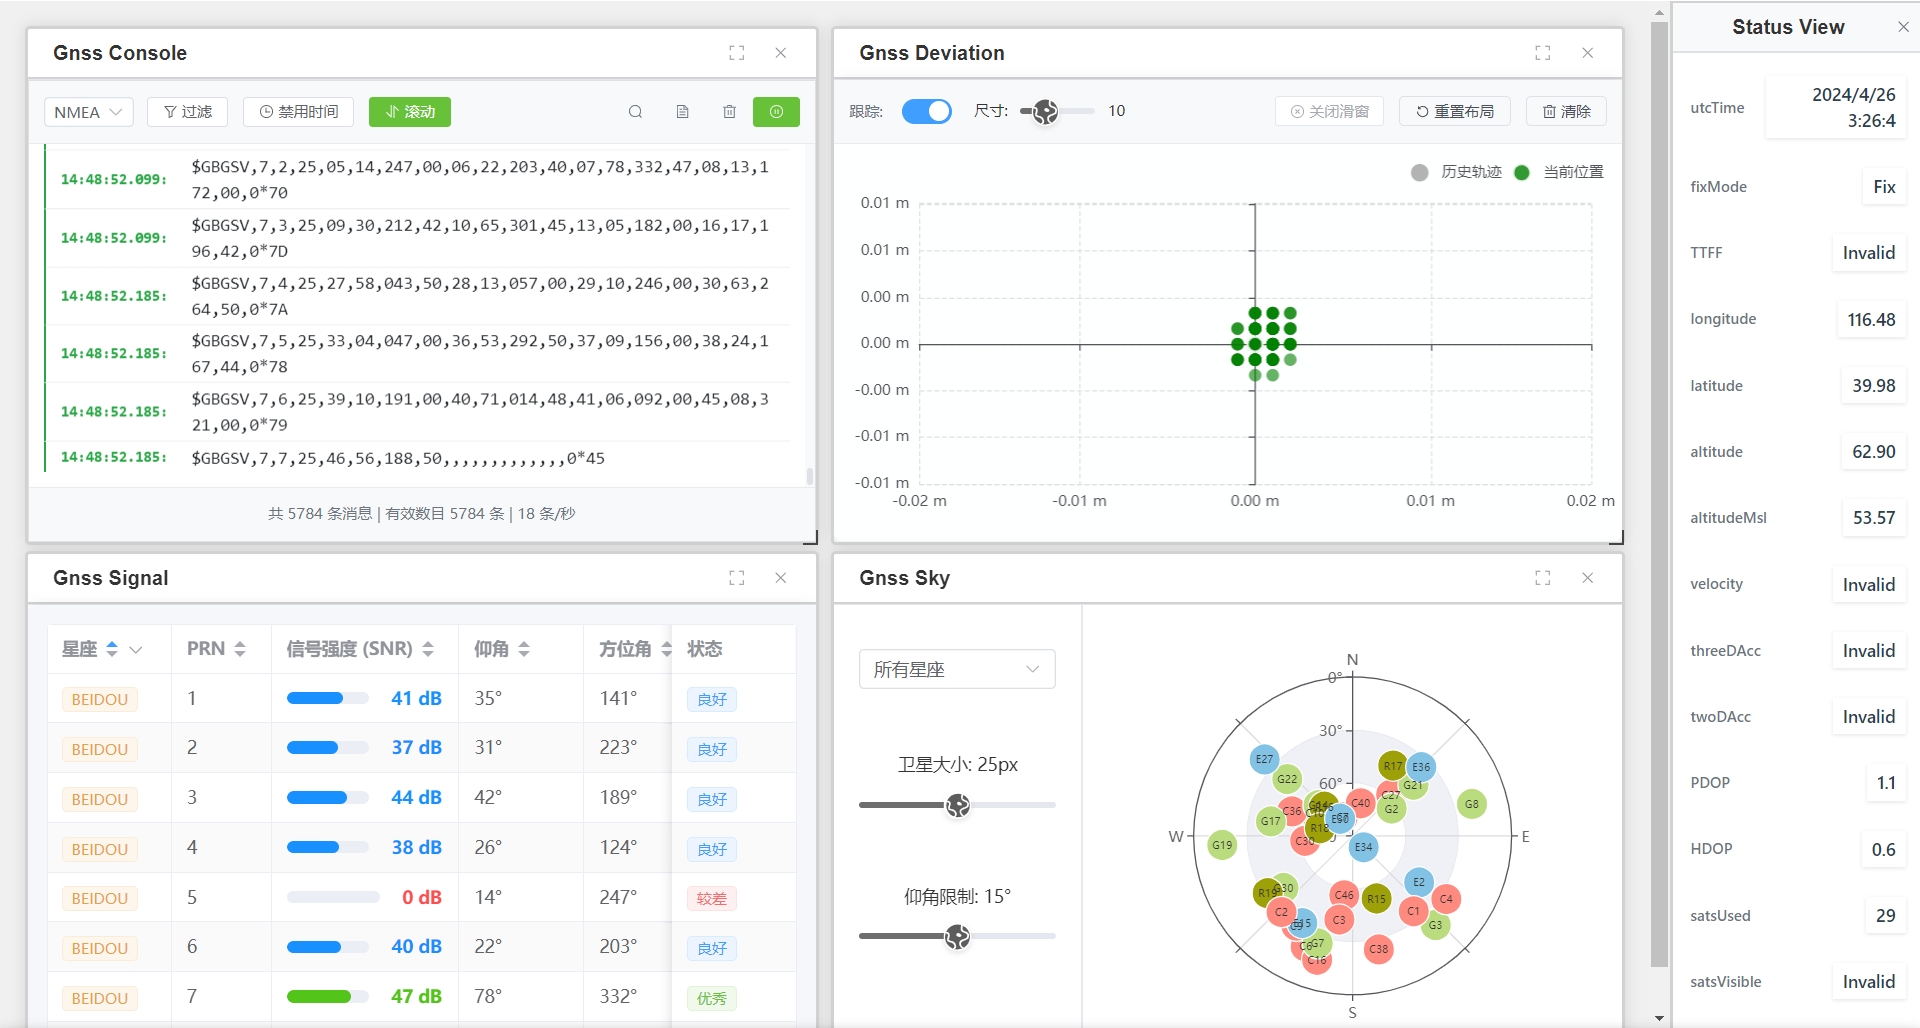 Gnss Console
NMEA 过滤 禁用时间 滚动
14:48:52.099: $GBGSV,7,2,25,05,14,247,00,06,22,203,40,07,78,332,47,08,13,1
72,00,0*70
14:48:52.099: $GBGSV,7,3,25,09,30,212,42,10,65,301,45,13,05,182,00,16,17,1
96,42,0*7D
14:48:52.185: $GBGSV,7,4,25,27,58,043,50,28,13,057,00,29,10,246,00,30,63,2
64,50,0*7A
14:48:52.185: $GBGSV,7,5,25,33,04,047,00,36,53,292,50,37,09,156,00,38,24,1
67,44,0*78
14:48:52.185: $GBGSV,7,6,25,39,10,191,00,40,71,014,48,41,06,092,00,45,08,3
21,00,0*79
14:48:52.185: $GBGSV,7,7,25,46,56,188,50,,,,,,,,,,,,,0*45
共 5784 条消息 | 有效数目 5784 条 | 18 条/秒
Gnss Deviation
跟踪: 尺寸: 10 关闭滑窗 重置布局 清除
历史轨迹 当前位置
0.01 m
0.01 m
0.00 m
0.00 m
-0.00 m
-0.01 m
-0.01 m
-0.02 m -0.01 m 0.00 m 0.01 m 0.02 m
Gnss Signal
星座 PRN 信号强度 (SNR) 仰角 方位角 状态
BEIDOU 1 41 dB 35° 141° 良好
BEIDOU 2 37 dB 31° 223° 良好
BEIDOU 3 44 dB 42° 189° 良好
BEIDOU 4 38 dB 26° 124° 良好
BEIDOU 5 0 dB 14° 247° 较差
BEIDOU 6 40 dB 22° 203° 良好
BEIDOU 7 47 dB 78° 332° 优秀
Gnss Sky
所有星座
卫星大小: 25px
仰角限制: 15°
N
0°
30°
60°
W
E
S
E27
R17 E36
G22
G21
C27
G8
C40
G2
C36
G17
R18
C30
G19
E34
E2
G30
C46
R15
C4
C2
C1
C3
E15
G3
G7
C38
C16
Status View
utcTime 2024/4/26
3:26:4
fixMode Fix
TTFF Invalid
longitude 116.48
latitude 39.98
altitude 62.90
altitudeMsl 53.57
velocity Invalid
threeDAcc Invalid
twoDAcc Invalid
PDOP 1.1
HDOP 0.6
satsUsed 29
satsVisible Invalid